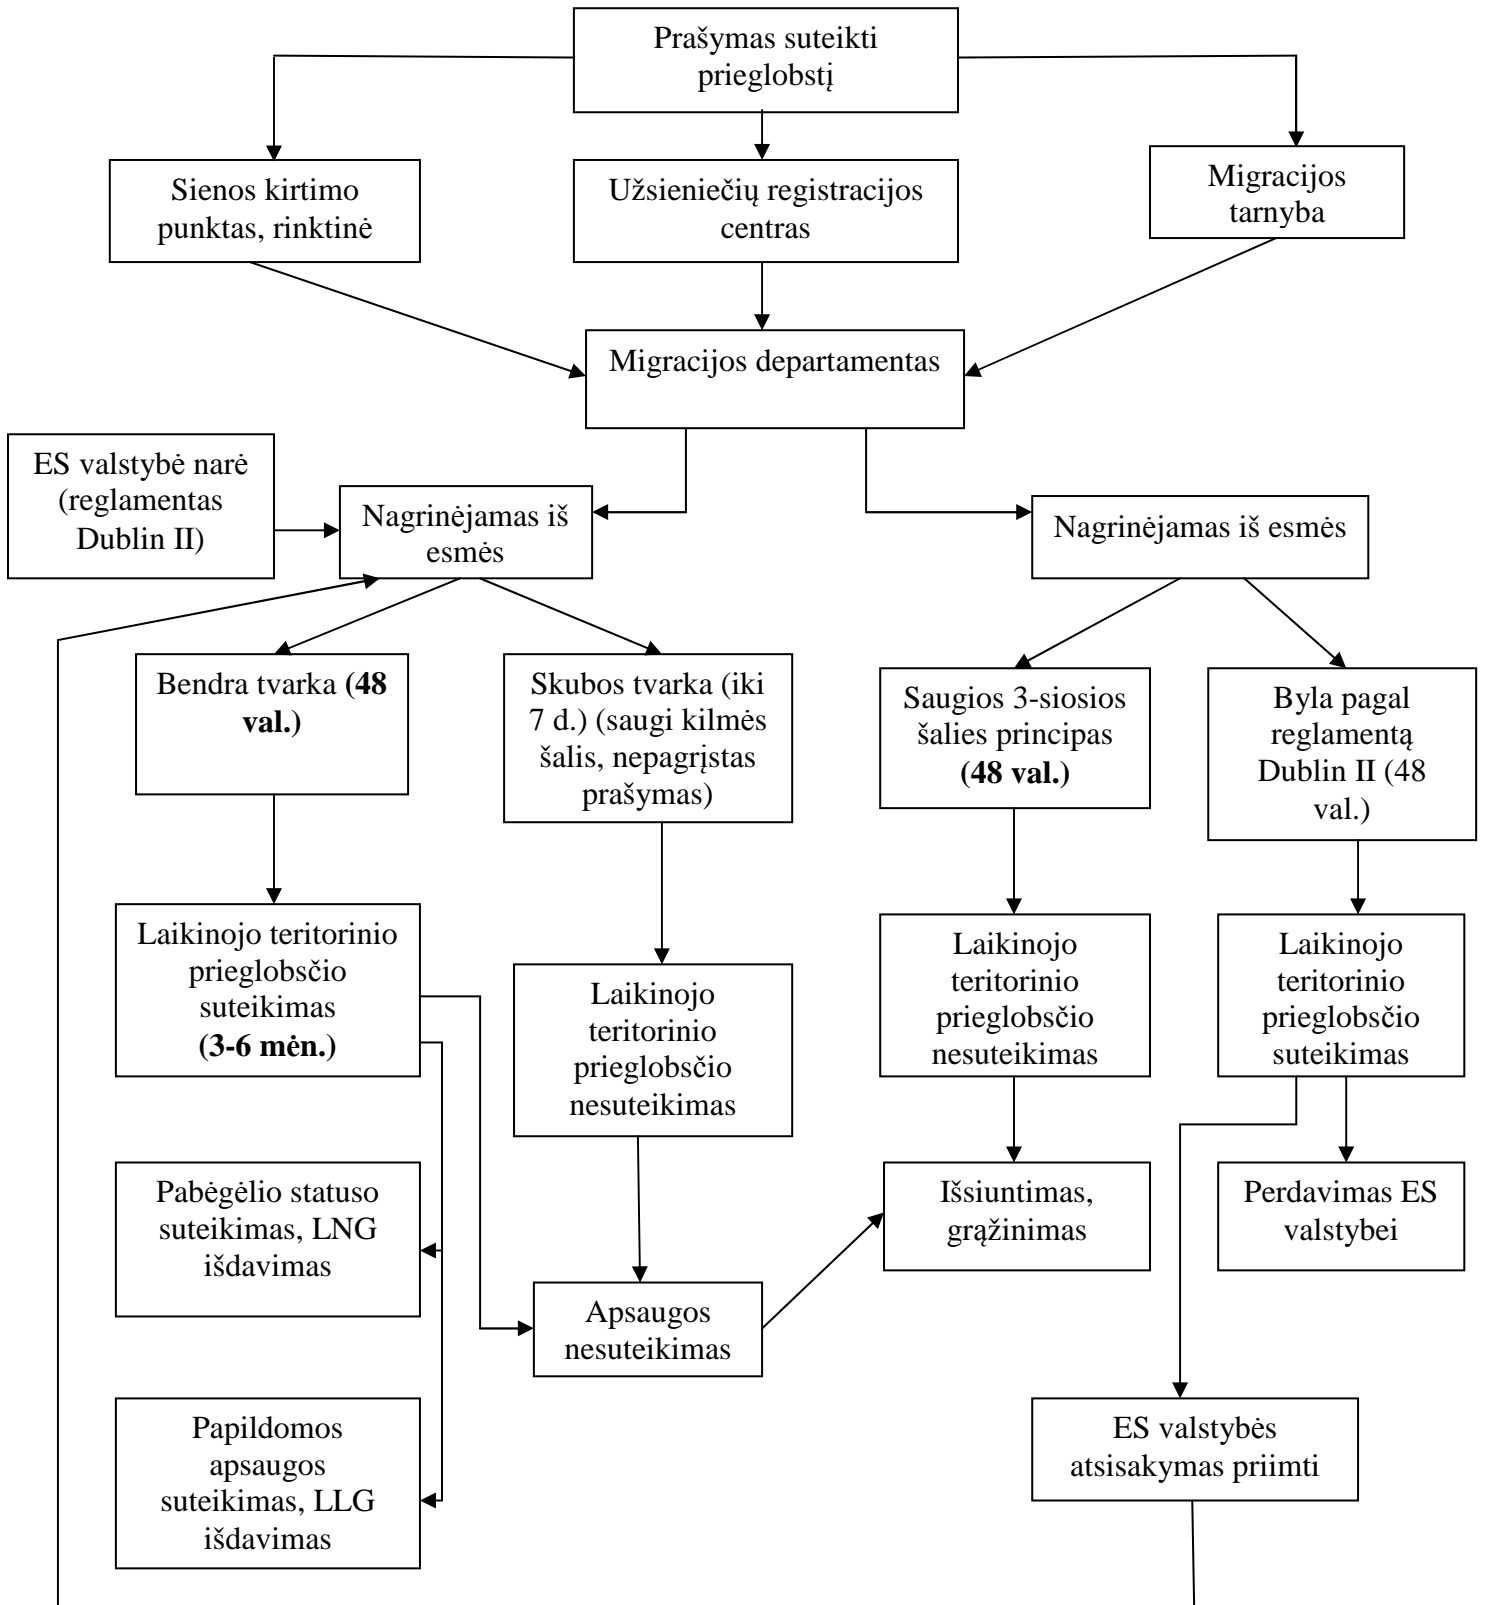 Prašymas suteikti
prieglobstį
Sienos kirtimo
punktas, rinktinė
Užsieniečių registracijos
centras
Migracijos
tarnyba
Migracijos departamentas
ES valstybė narė
(reglamentas
Dublin II)
Nagrinėjamas iš
esmės
Nagrinėjamas iš esmės
Bendra tvarka (48
val.)
Skubos tvarka (iki
7 d.) (saugi kilmės
šalis, nepagrįstas
prašymas)
Saugios 3-siosios
šalies principas
(48 val.)
Byla pagal
reglamentą
Dublin II (48
val.)
Laikinojo teritorinio
prieglobsčio
suteikimas
(3-6 mėn.)
Laikinojo
teritorinio
prieglobsčio
nesuteikimas
Laikinojo
teritorinio
prieglobsčio
nesuteikimas
Laikinojo
teritorinio
prieglobsčio
suteikimas
Pabėgėlio statuso
suteikimas, LNG
išdavimas
Apsaugos
nesuteikimas
Išsiuntimas,
grąžinimas
Perdavimas ES
valstybei
Papildomos
apsaugos
suteikimas, LLG
išdavimas
ES valstybės
atsisakymas priimti